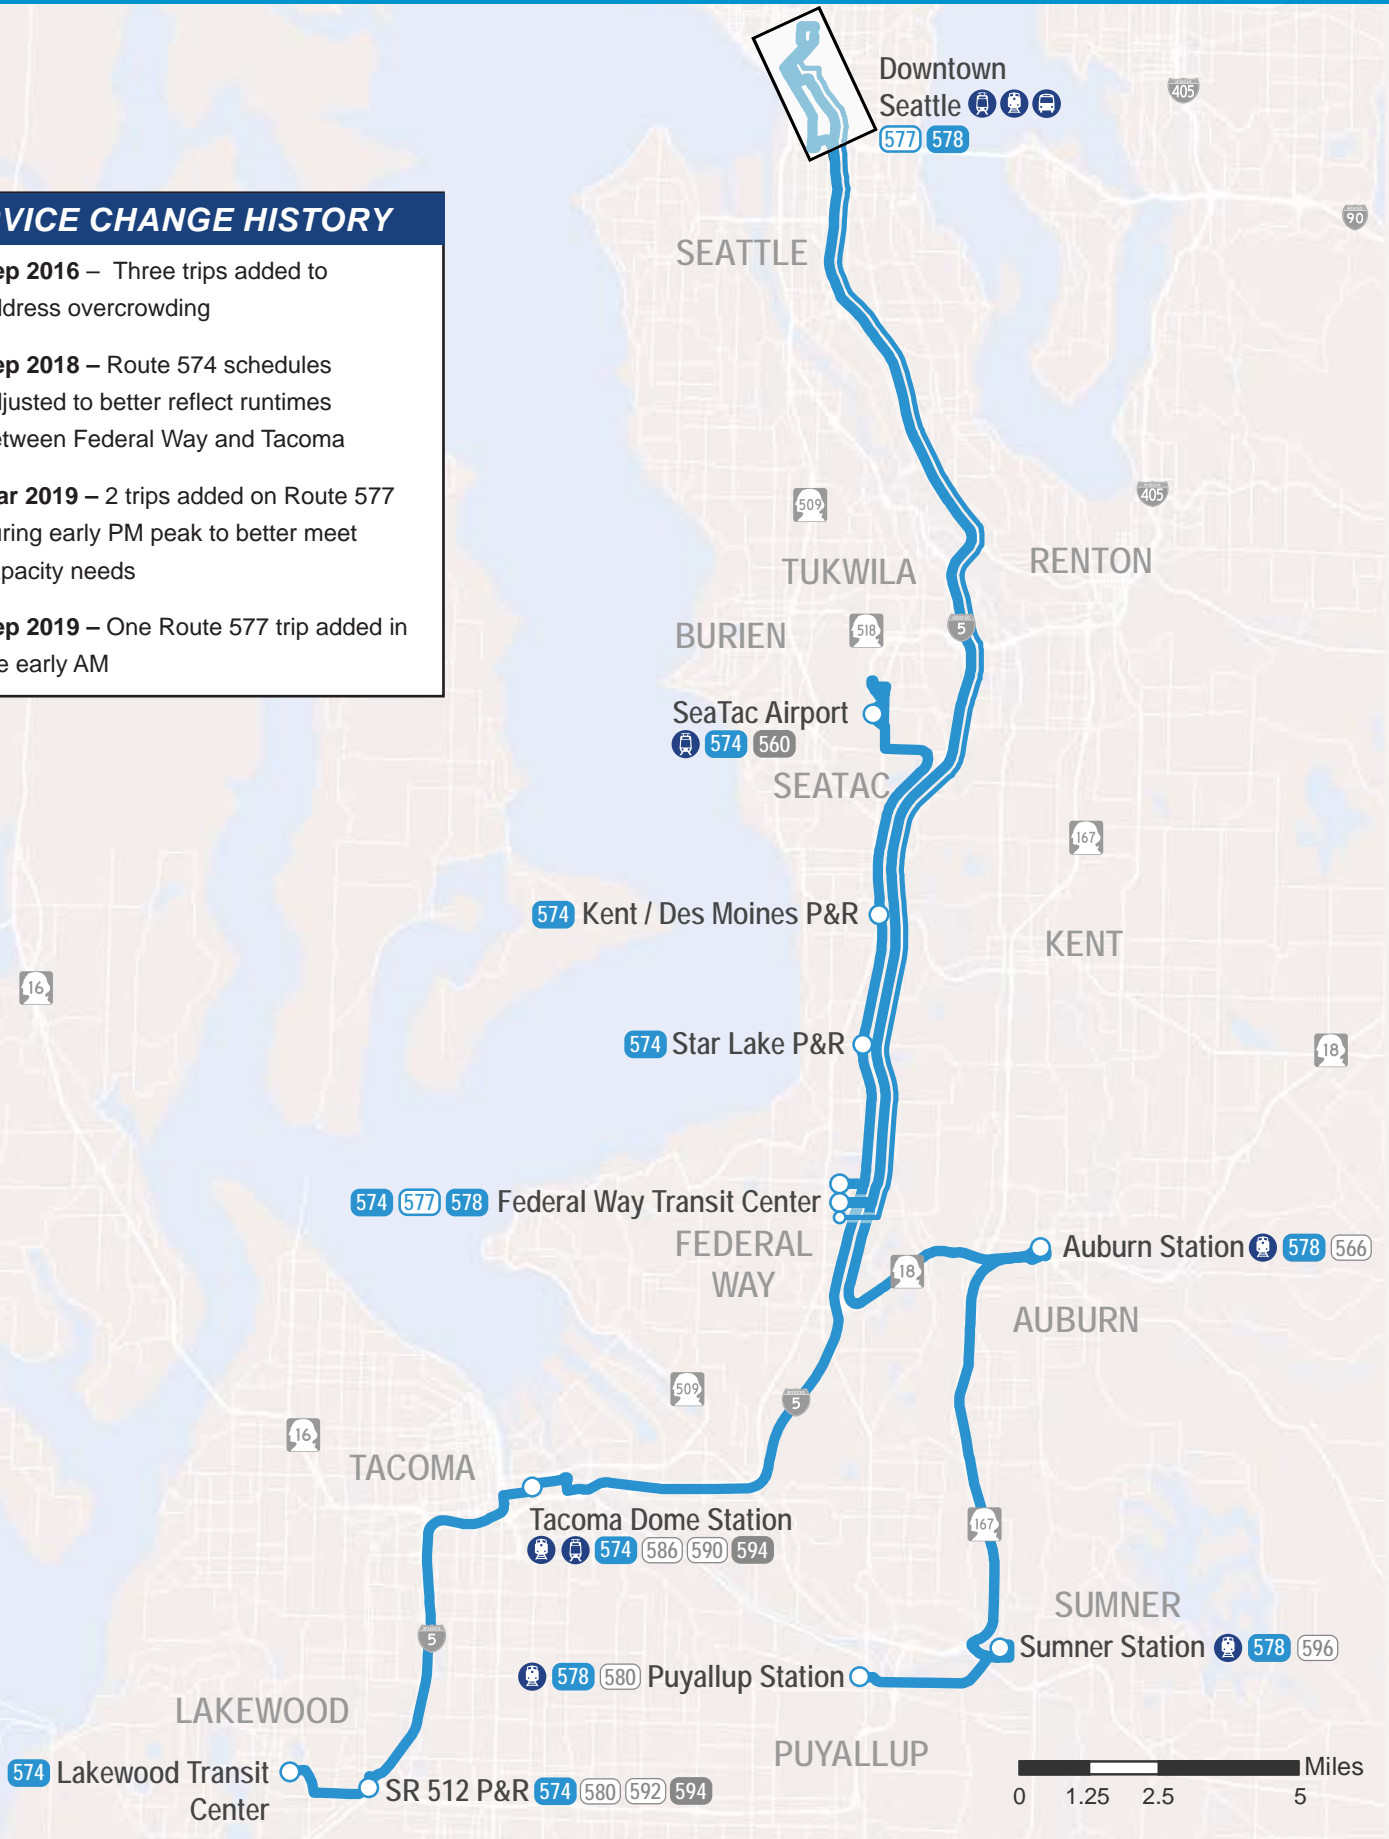 Downtown
Seattle
577 578
405
90
RVICE CHANGE HISTORY
ep 2016 – Three trips added to
ddress overcrowding
ep 2018 – Route 574 schedules
djusted to better reflect runtimes
etween Federal Way and Tacoma
ar 2019 – 2 trips added on Route 577
uring early PM peak to better meet
apacity needs
ep 2019 – One Route 577 trip added in
e early AM
SEATTLE
509
405
TUKWILA
RENTON
BURIEN
518
5
SeaTac Airport
574 560
SEATAC
167
574 Kent / Des Moines P&R
KENT
16
574 Star Lake P&R
18
574 577 578 Federal Way Transit Center
FEDERAL
WAY
Auburn Station 578 566
18
AUBURN
509
5
16
TACOMA
Tacoma Dome Station
574 586 590 594
167
SUMNER
5
Sumner Station 578 596
578 580 Puyallup Station
LAKEWOOD
PUYALLUP
574 Lakewood Transit
Center
SR 512 P&R 574 580 592 594
Miles
0 1.25 2.5 5